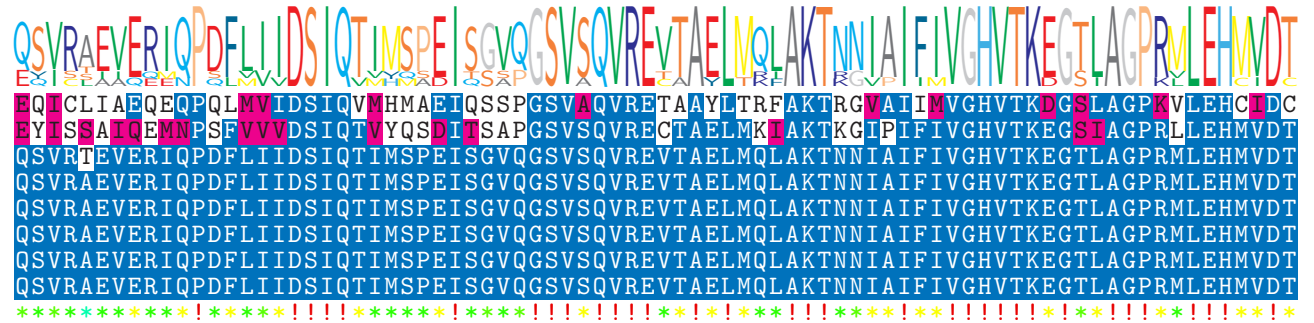 QSVRAEVERIQPDFLIIDSIQTIMSPEISGVQGSVSQVREVTAELMQLAKTNNIAIFIVGHVTKEGTLAGPRMLEHMVDT
EQICLIAEQEQPQLMVIDSIQVMHMAEIQSSPGSVAQVRETAAYLTRFAKTRGVAIIMVGHVTKDGSLAGPKVLEHCIDC
EYISSAIQEMNPSFVVVDSIQTVYQSDITSAPGSVSQVRECTAELMKIAKTKGIPIFIVGHVTKEGSIAGPRLLEHMVDT
QSVRTEVERIQPDFLIIDSIQTIMSPEISGVQGSVSQVREVTAELMQLAKTNNIAIFIVGHVTKEGTLAGPRMLEHMVDT
QSVRAEVERIQPDFLIIDSIQTIMSPEISGVQGSVSQVREVTAELMQLAKTNNIAIFIVGHVTKEGTLAGPRMLEHMVDT
QSVRAEVERIQPDFLIIDSIQTIMSPEISGVQGSVSQVREVTAELMQLAKTNNIAIFIVGHVTKEGTLAGPRMLEHMVDT
QSVRAEVERIQPDFLIIDSIQTIMSPEISGVQGSVSQVREVTAELMQLAKTNNIAIFIVGHVTKEGTLAGPRMLEHMVDT
QSVRAEVERIQPDFLIIDSIQTIMSPEISGVQGSVSQVREVTAELMQLAKTNNIAIFIVGHVTKEGTLAGPRMLEHMVDT
QSVRAEVERIQPDFLIIDSIQTIMSPEISGVQGSVSQVREVTAELMQLAKTNNIAIFIVGHVTKEGTLAGPRMLEHMVDT
***********!*****!!!!******!****!!!*!!!!**!*!***!!!****!**!!!!!!*!**!!!**!!!**!*